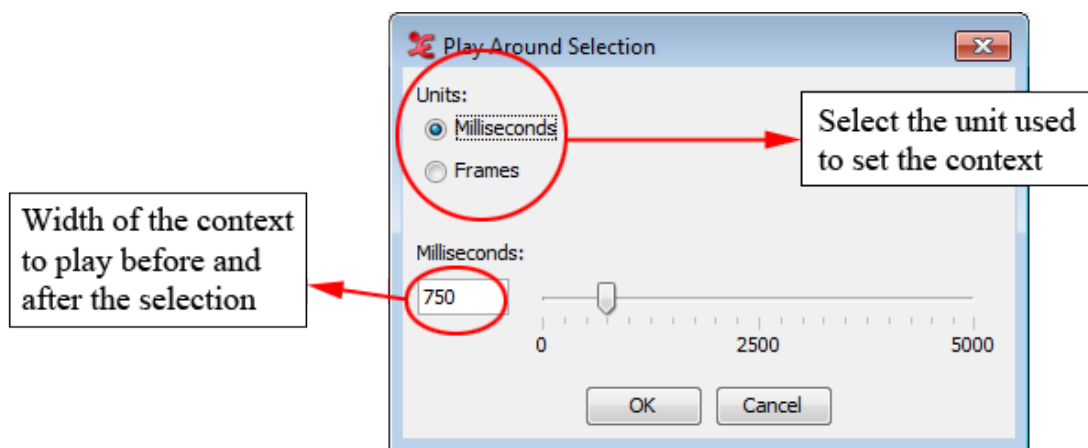 Play Around Selection
Units:
Milliseconds
Frames
Select the unit used
to set the context
Width of the context
to play before and
after the selection
Milliseconds:
750
0 2500 5000
OK Cancel